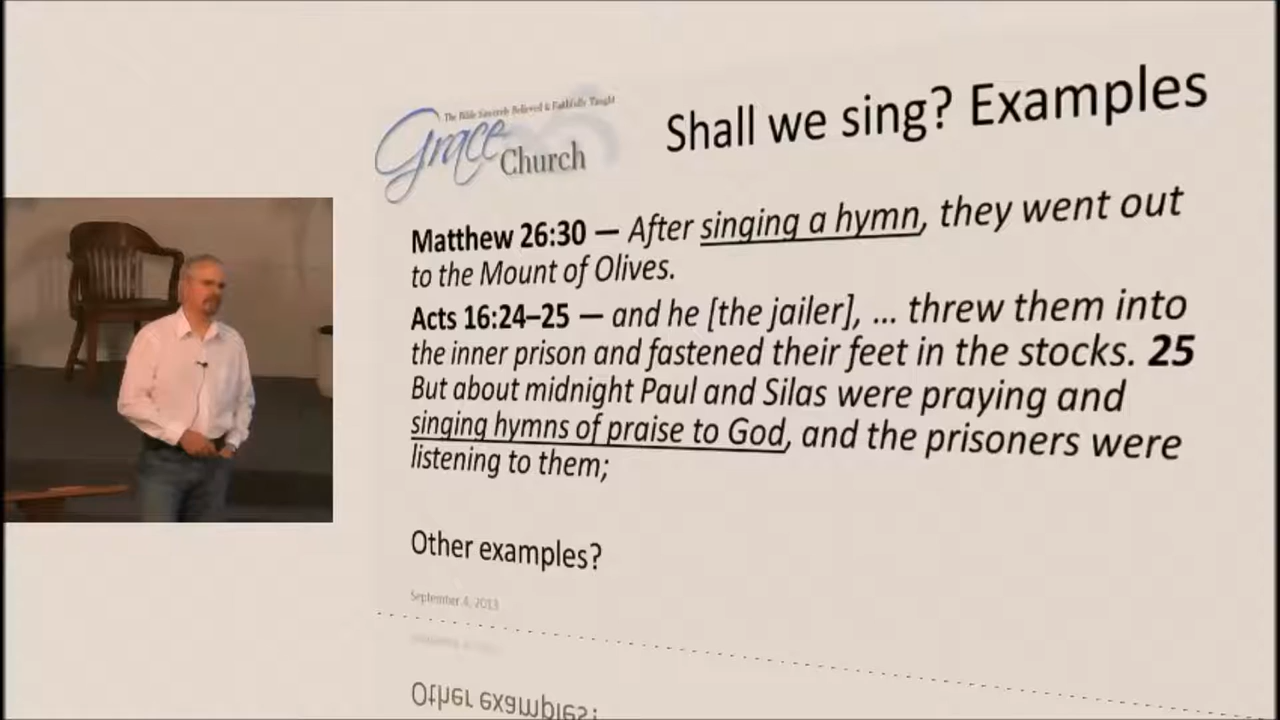 The Bible Sincerely Believed & Faithfully Taught
Grace
Church
Shall we sing? Examples
Matthew 26:30 — After singing a hymn, they went out
to the Mount of Olives.
Acts 16:24–25 — and he [the jailer], ... threw them into
the inner prison and fastened their feet in the stocks. 25
But about midnight Paul and Silas were praying and
singing hymns of praise to God, and the prisoners were
listening to them;
Other examples?
September 4, 2013